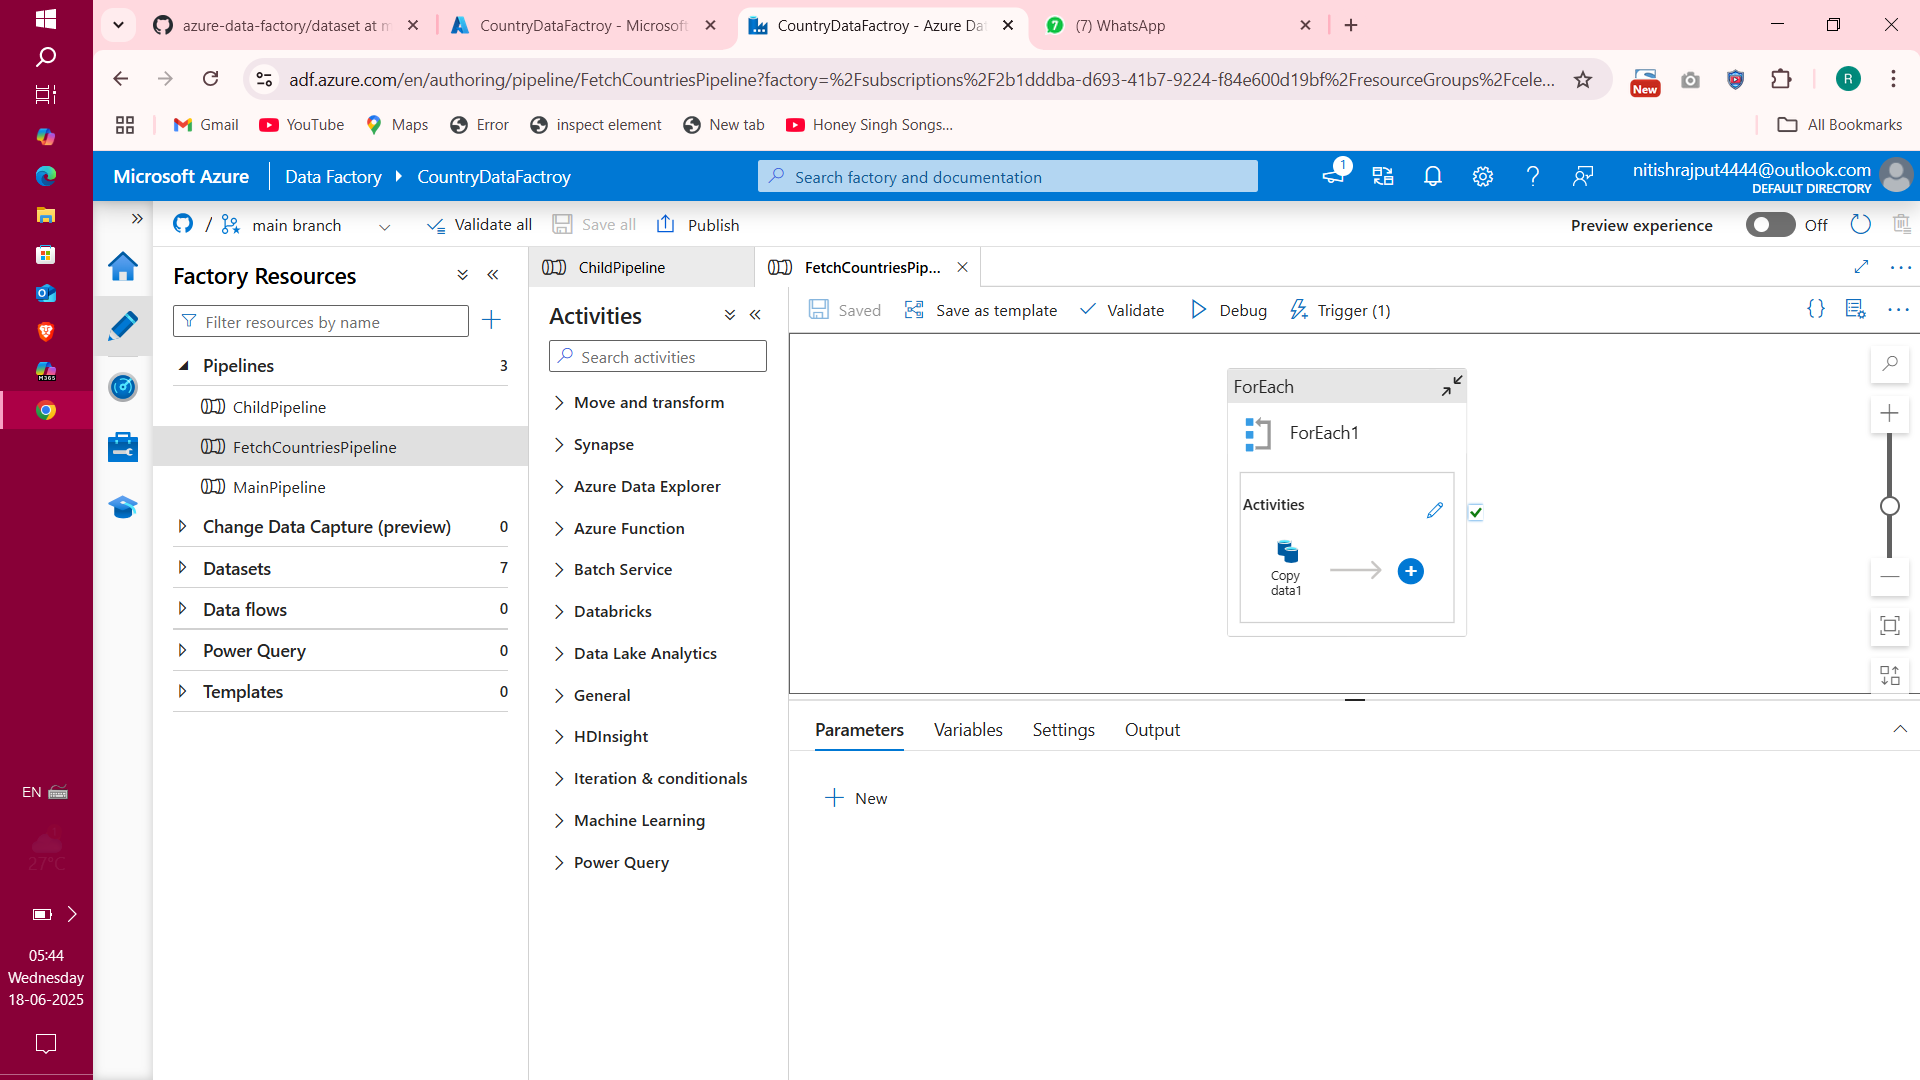 azure-data-factory/dataset at m
CountryDataFactroy - Microsoft
CountryDataFactroy - Azure Da
(7) WhatsApp
adf.azure.com/en/authoring/pipeline/FetchCountriesPipeline?factory=%2Fsubscriptions%2F2b1dddba-d693-41b7-9224-f84e600d19bf%2FresourceGroups%2Fcele...
New
R
Gmail
YouTube
Maps
Error
inspect element
New tab
Honey Singh Songs...
All Bookmarks
Microsoft Azure
Data Factory
CountryDataFactroy
Search factory and documentation
1
nitishrajput4444@outlook.com
DEFAULT DIRECTORY
/
main branch
Validate all
Save all
Publish
Preview experience
Off
Factory Resources
Filter resources by name
Pipelines 3
ChildPipeline
FetchCountriesPipeline
MainPipeline
Change Data Capture (preview) 0
Datasets 7
Data flows 0
Power Query 0
Templates 0
ChildPipeline
FetchCountriesPip...
Activities
Search activities
Move and transform
Synapse
Azure Data Explorer
Azure Function
Batch Service
Databricks
Data Lake Analytics
General
HDInsight
Iteration & conditionals
Machine Learning
Power Query
Saved
Save as template
Validate
Debug
Trigger (1)
{}
ForEach
ForEach1
Activities
Copy
data1
Parameters
Variables
Settings
Output
New
M365
EN
27°C
05:44
Wednesday
18-06-2025